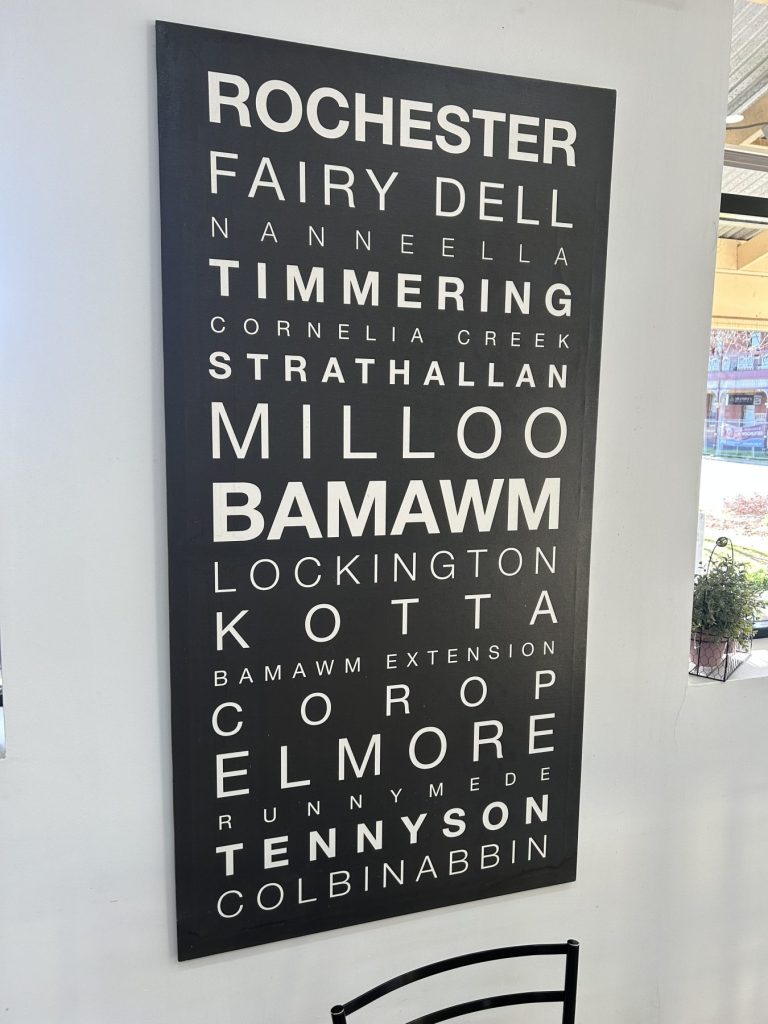 ROCHESTER
FAIRY DELL
NANNEELLA
TIMMERING
CORNELIA CREEK
STRATHALLAN
MILLOO
BAMAWM
LOCKINGTON
KOTTA
BAMAWM EXTENSION
COROP
ELMORE
RUNNYMEDE
TENNYSON
COLBINABBIN